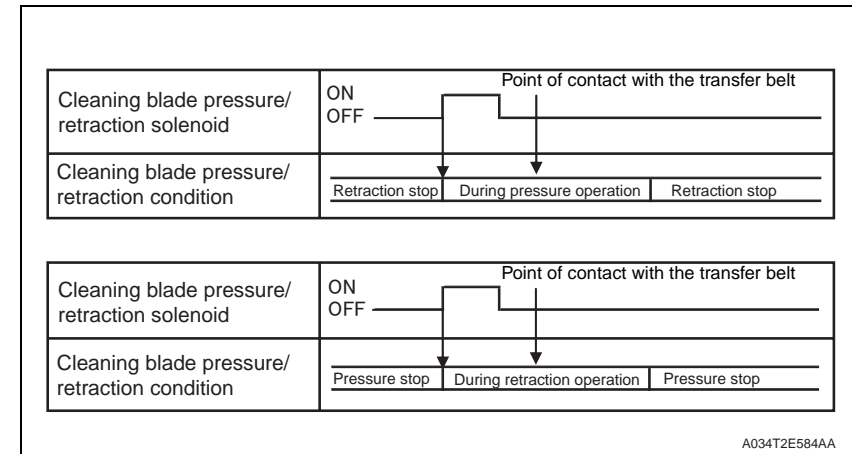 Cleaning blade pressure/
retraction solenoid
ON
OFF
Point of contact with the transfer belt
Cleaning blade pressure/
retraction condition
Retraction stop During pressure operation Retraction stop
Cleaning blade pressure/
retraction solenoid
ON
OFF
Point of contact with the transfer belt
Cleaning blade pressure/
retraction condition
Pressure stop During retraction operation Pressure stop
A034T2E584AA